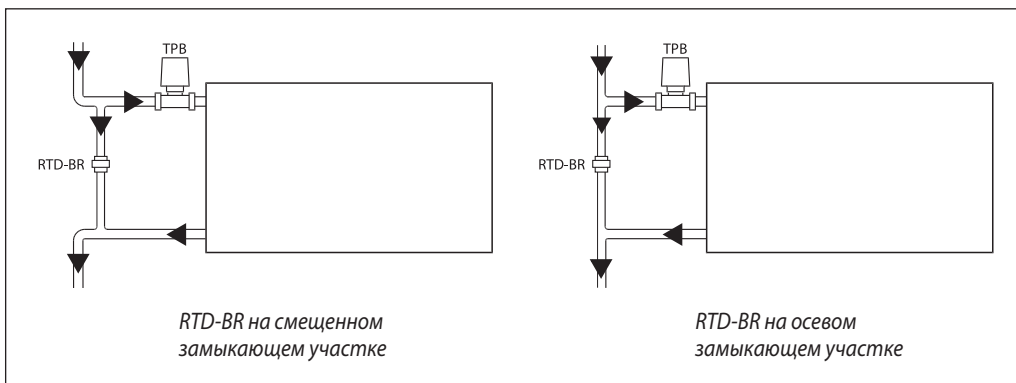 ТРВ
RTD-BR
RTD-BR на смещенном
замыкающем участке
ТРВ
RTD-BR
RTD-BR на осевом
замыкающем участке